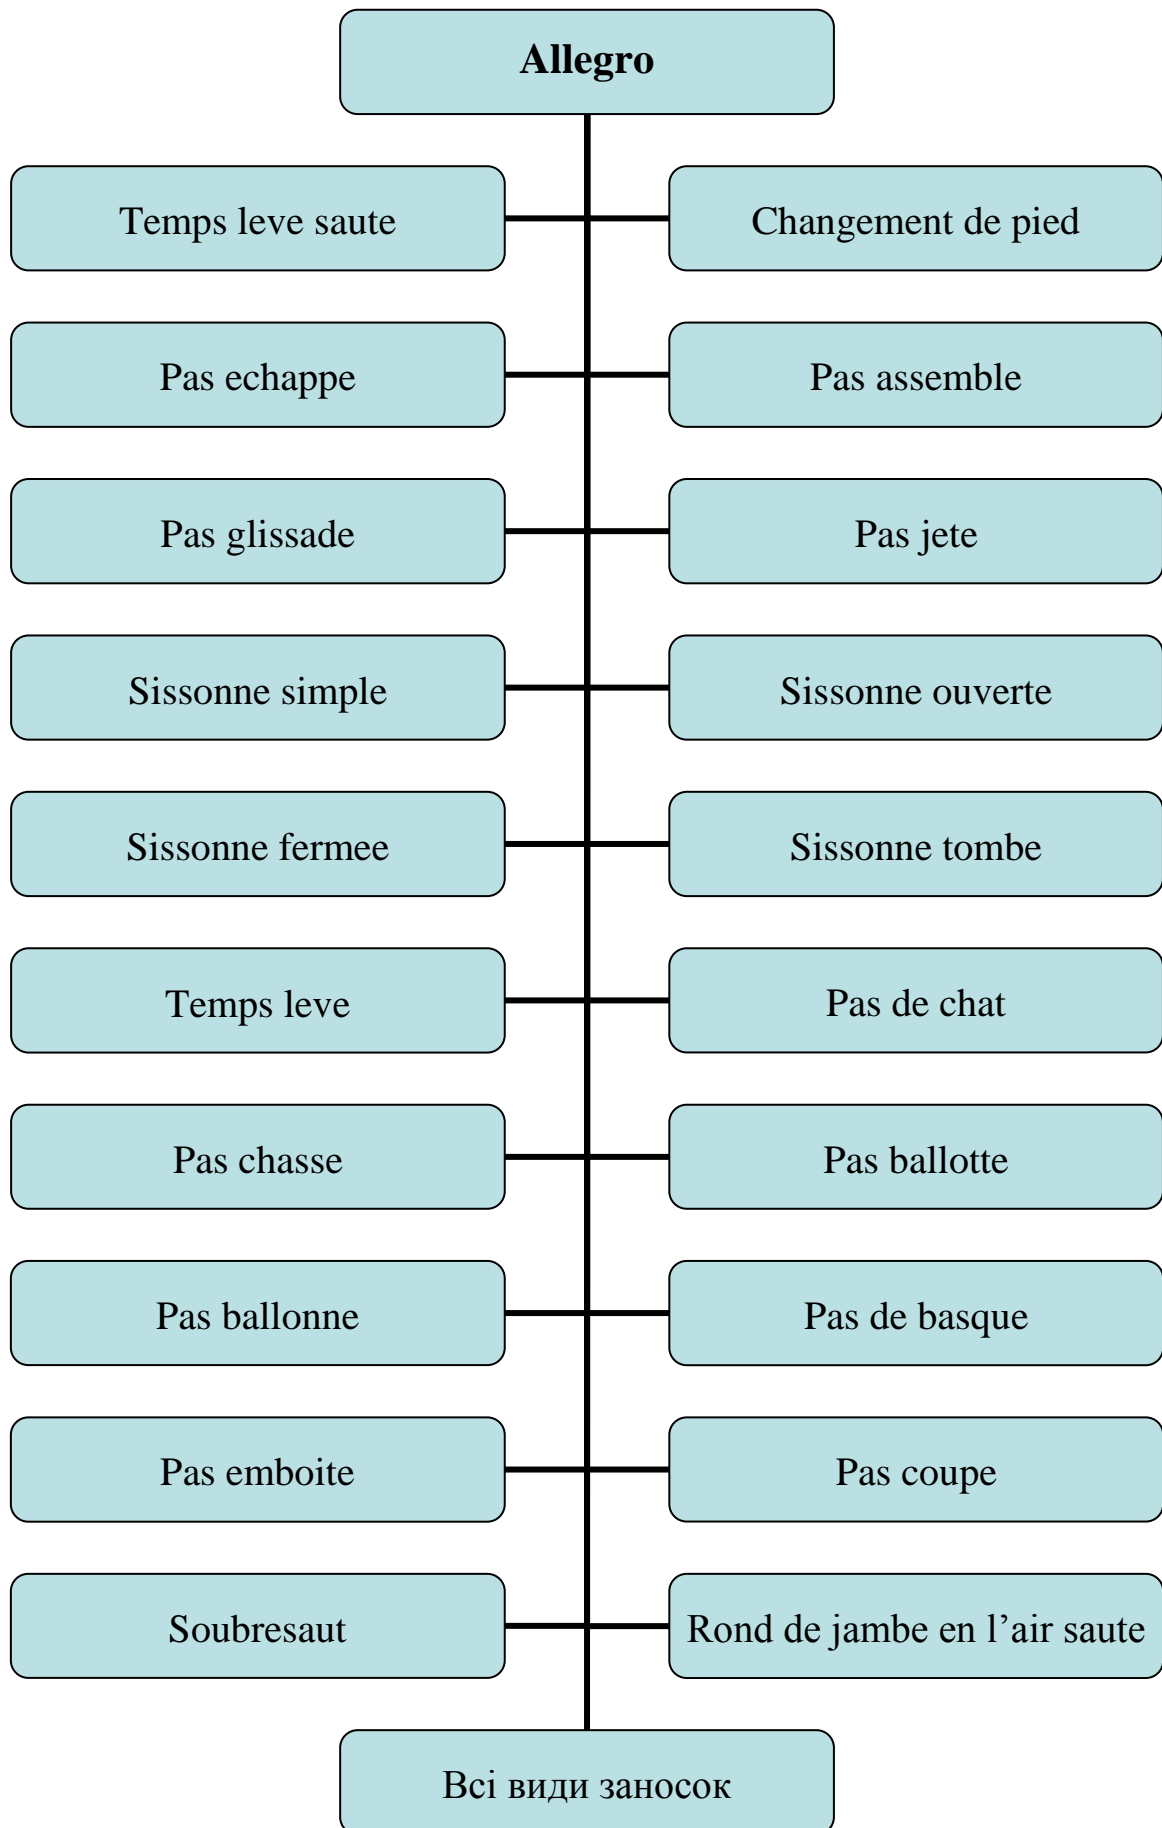 Allegro
Temps leve saute
Changement de pied
Pas echappe
Pas assemble
Pas glissade
Pas jete
Sissonne simple
Sissonne ouverte
Sissonne fermee
Sissonne tombe
Temps leve
Pas de chat
Pas chasse
Pas ballotte
Pas ballonne
Pas de basque
Pas emboite
Pas coupe
Soubresaut
Rond de jambe en l’air saute
Всі види заносок